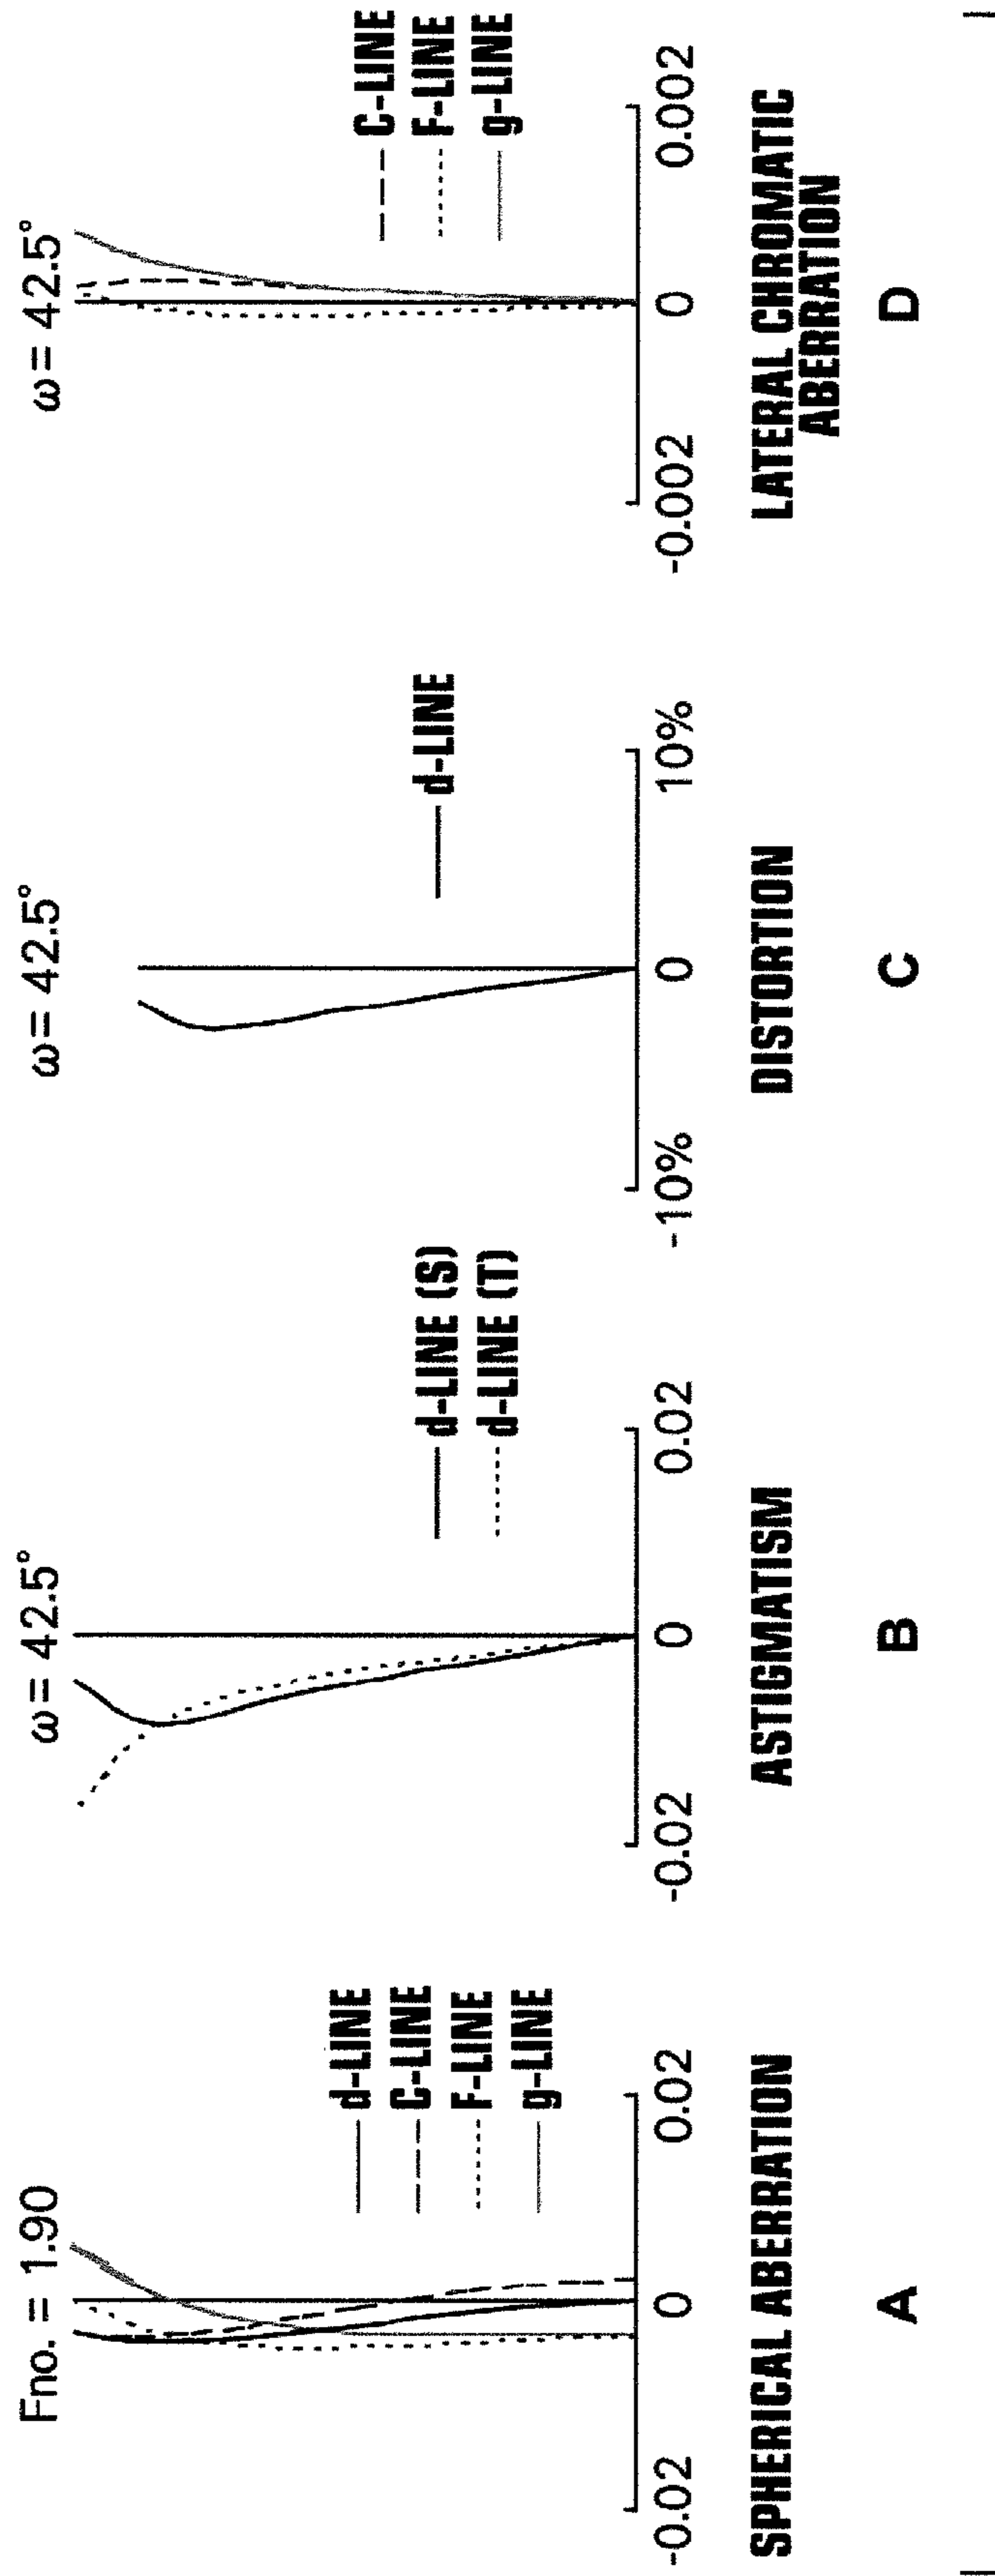 Fno. = 1.90
d-LINE
C-LINE
F-LINE
g-LINE
-0.02
0
0.02
SPHERICAL ABERRATION
A
ω = 42.5°
d-LINE (S)
d-LINE (T)
-0.02
0
0.02
ASTIGMATISM
B
ω = 42.5°
d-LINE
-10%
0
10%
DISTORTION
C
ω = 42.5°
C-LINE
F-LINE
g-LINE
-0.002
0
0.002
LATERAL CHROMATIC
ABERRATION
D